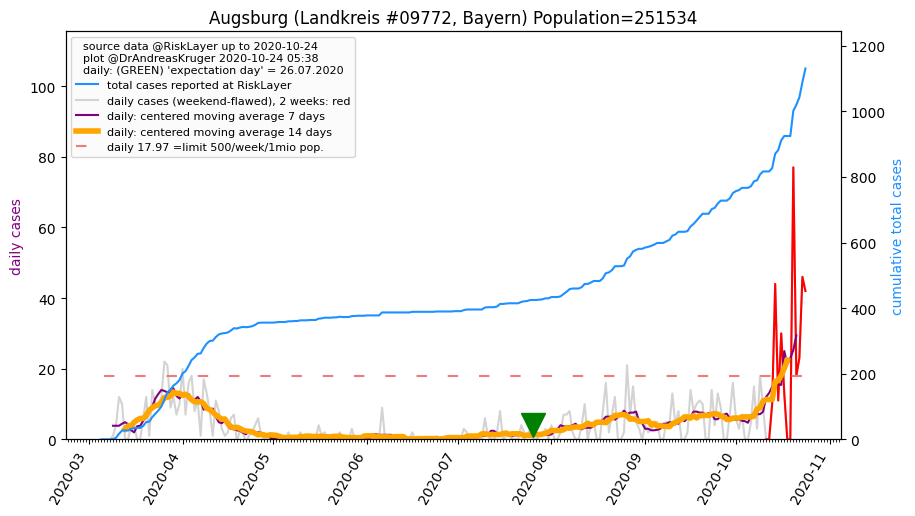 Augsburg (Landkreis #09772, Bayern) Population=251534
source data @RiskLayer up to 2020-10-24
plot @DrAndreasKruger 2020-10-24 05:38
daily: (GREEN) 'expectation day' = 26.07.2020
total cases reported at RiskLayer
daily cases (weekend-flawed), 2 weeks: red
daily: centered moving average 7 days
daily: centered moving average 14 days
daily 17.97 =limit 500/week/1mio pop.
daily cases
100
80
60
40
20
0
cumulative total cases
1200
1000
800
600
400
200
0
2020-03
2020-04
2020-05
2020-06
2020-07
2020-08
2020-09
2020-10
2020-11